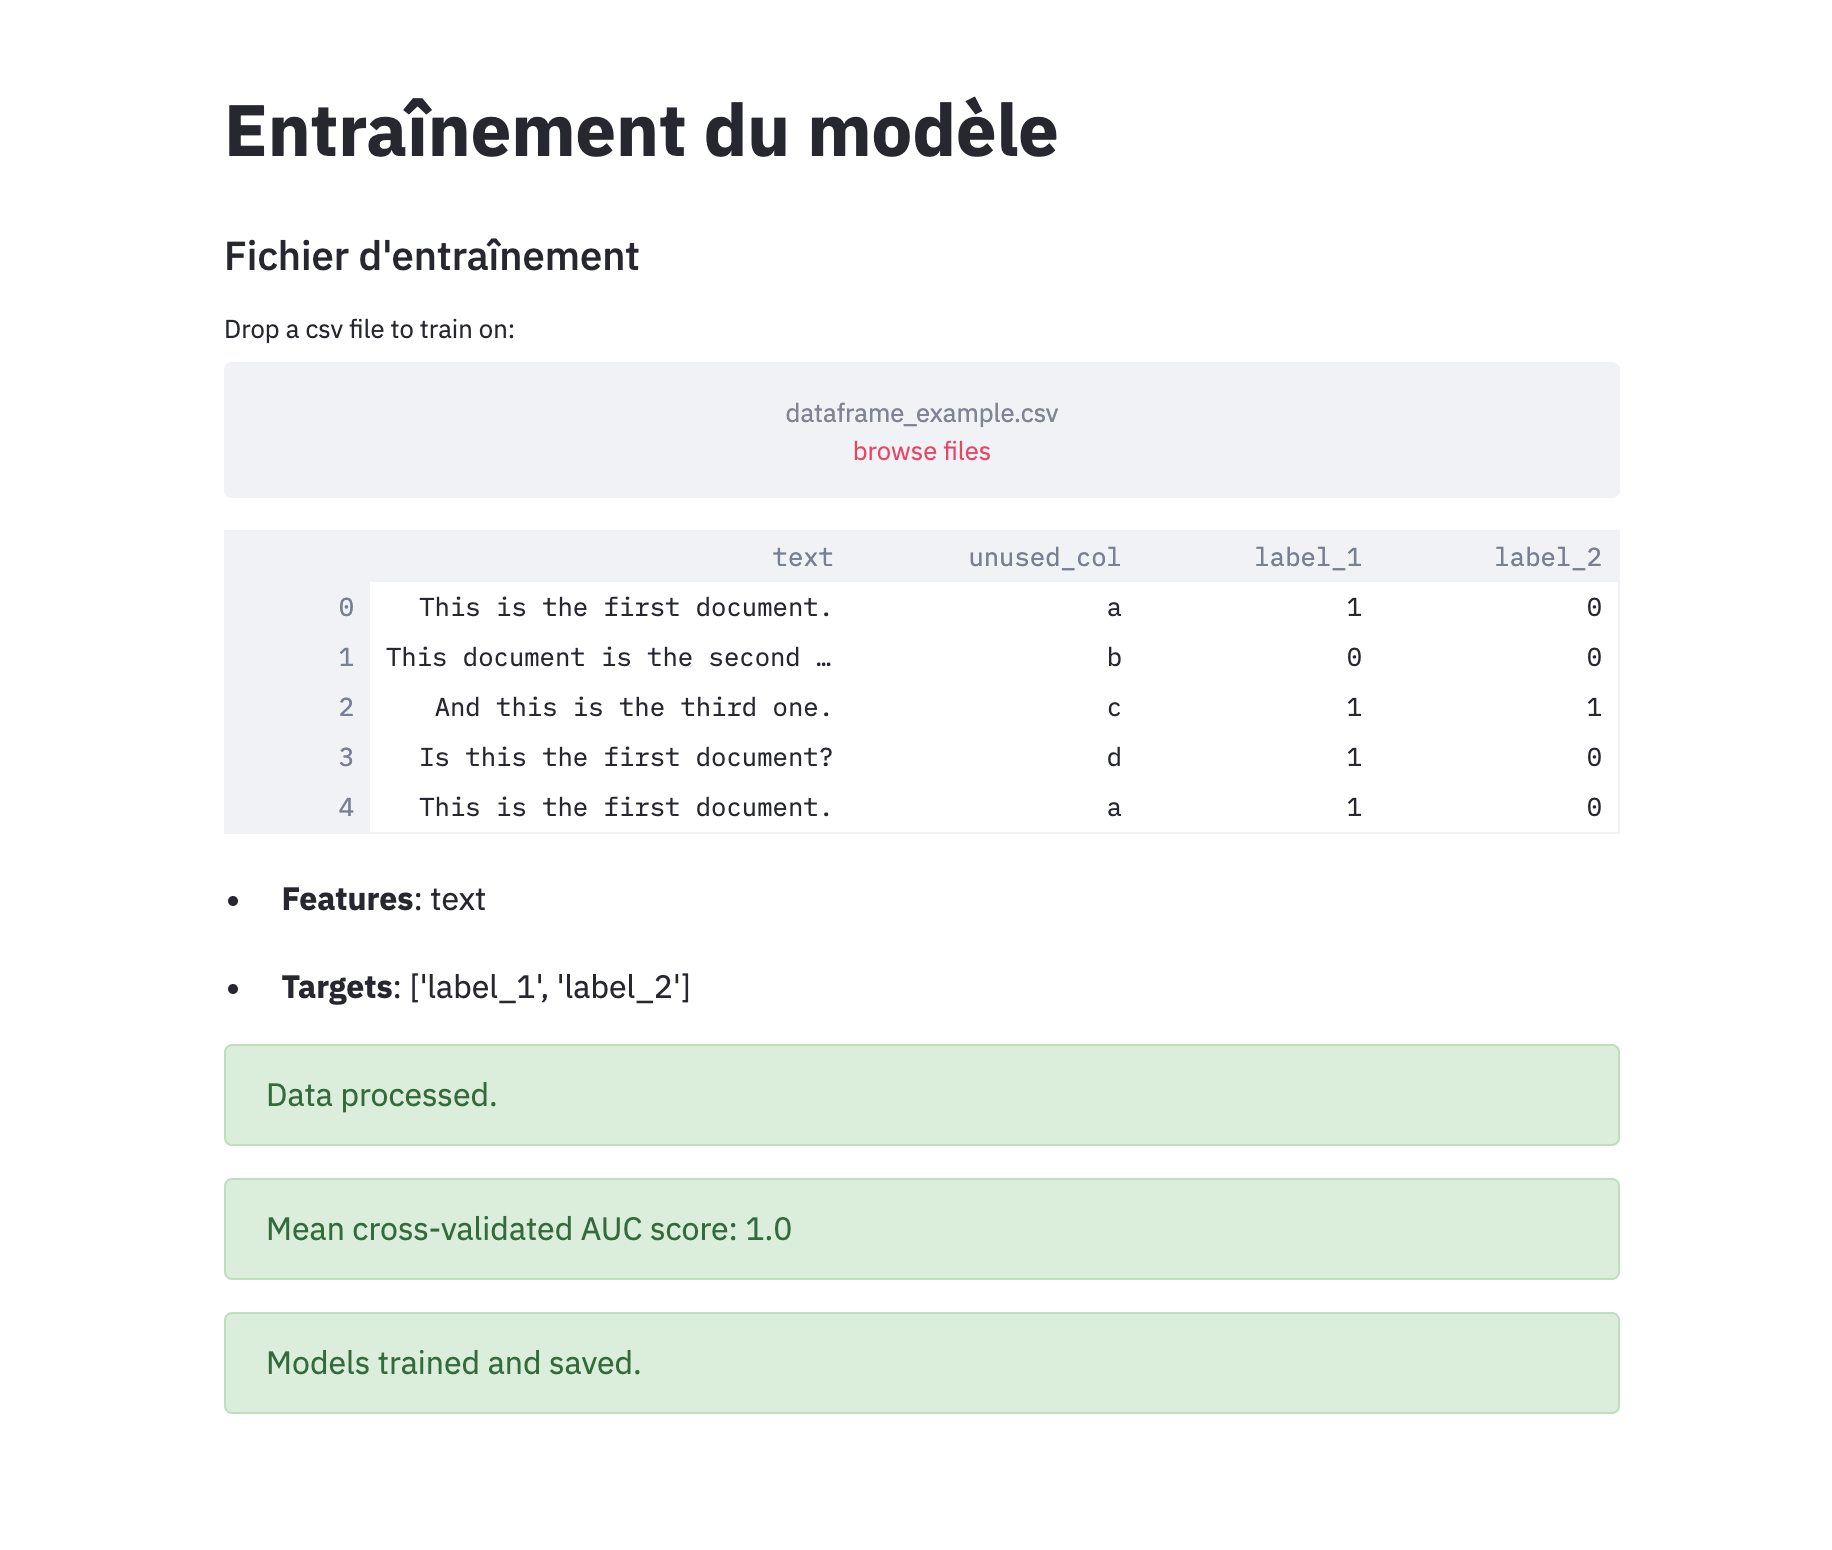 Entraînement du modèle
Fichier d'entraînement
Drop a csv file to train on:
dataframe_example.csv
browse files
text unused_col label_1 label_2
0 This is the first document. a 1 0
1 This document is the second … b 0 0
2 And this is the third one. c 1 1
3 Is this the first document? d 1 0
4 This is the first document. a 1 0
• Features: text
• Targets: ['label_1', 'label_2']
Data processed.
Mean cross-validated AUC score: 1.0
Models trained and saved.